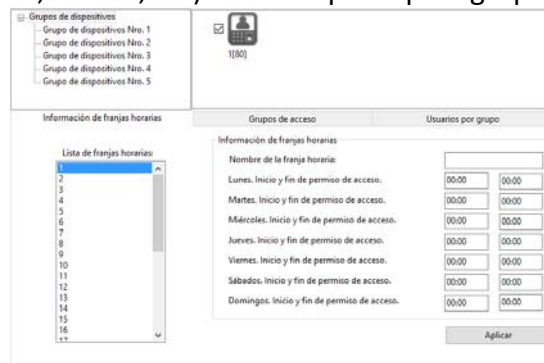 Grupos de dispositivos
Grupo de dispositivos Nro. 1
Grupo de dispositivos Nro. 2
Grupo de dispositivos Nro. 3
Grupo de dispositivos Nro. 4
Grupo de dispositivos Nro. 5
1[80]
Información de franjas horarias
Grupos de acceso
Usuarios por grupo
Lista de franjas horarias:
1
2
3
4
5
6
7
8
9
10
11
12
13
14
15
16
17
Información de franjas horarias
Nombre de la franja horaria:
Lunes. Inicio y fin de permiso de acceso. 00:00 00:00
Martes. Inicio y fin de permiso de acceso. 00:00 00:00
Miércoles. Inicio y fin de permiso de acceso. 00:00 00:00
Jueves. Inicio y fin de permiso de acceso. 00:00 00:00
Viernes. Inicio y fin de permiso de acceso. 00:00 00:00
Sábados. Inicio y fin de permiso de acceso. 00:00 00:00
Domingos. Inicio y fin de permiso de acceso. 00:00 00:00
Aplicar